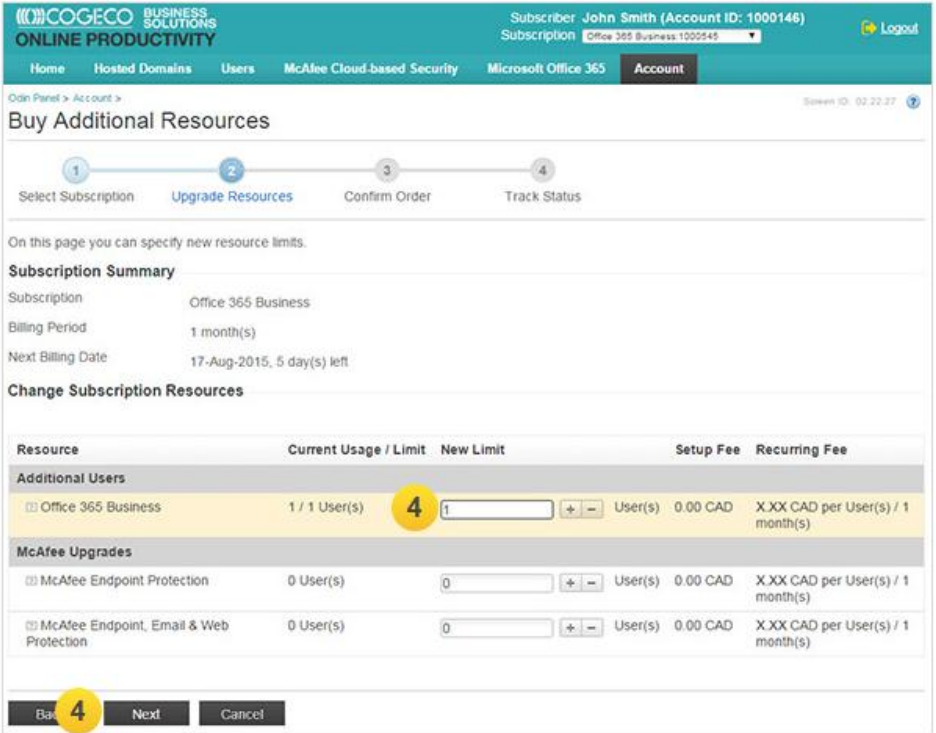 COGECO BUSINESS SOLUTIONS
ONLINE PRODUCTIVITY
Subscriber John Smith (Account ID: 1000146)
Subscription Office 365 Business:1000545
Logout
Home Hosted Domains Users McAfee Cloud-based Security Microsoft Office 365 Account
Odin Panel > Account >
Screen ID: 02.22.27 ?
Buy Additional Resources
1 2 3 4
Select Subscription Upgrade Resources Confirm Order Track Status
On this page you can specify new resource limits.
Subscription Summary
Subscription Office 365 Business
Billing Period 1 month(s)
Next Billing Date 17-Aug-2015, 5 day(s) left
Change Subscription Resources
Resource Current Usage / Limit New Limit Setup Fee Recurring Fee
Additional Users
Office 365 Business 1 / 1 User(s) 4 1 + - User(s) 0.00 CAD X.XX CAD per User(s) / 1
month(s)
McAfee Upgrades
McAfee Endpoint Protection 0 User(s) 0 + - User(s) 0.00 CAD X.XX CAD per User(s) / 1
month(s)
McAfee Endpoint, Email & Web 0 User(s) 0 + - User(s) 0.00 CAD X.XX CAD per User(s) / 1
Protection month(s)
4 Next Cancel